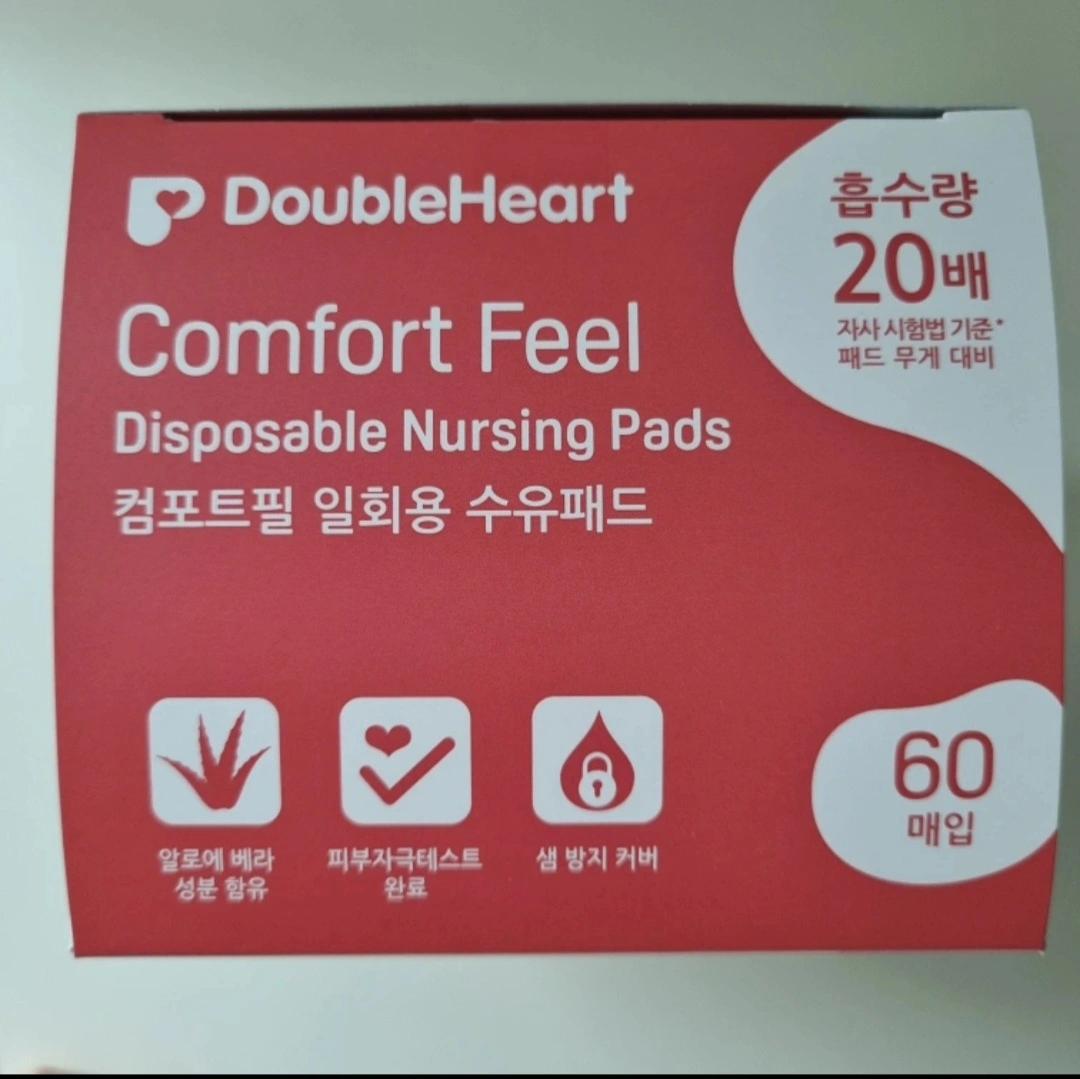 DoubleHeart
Comfort Feel
Disposable Nursing Pads
컴포트필 일회용 수유패드
흡수량
20배
자사 시험법 기준*
패드 무게 대비
알로에 베라
성분 함유
피부자극테스트
완료
샘 방지 커버
60
매입